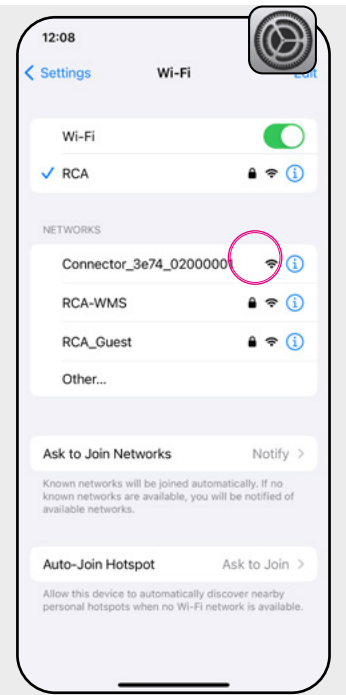 12:08
Settings
Wi-Fi
Wi-Fi
RCA
NETWORKS
Connector_3e74_02000001
RCA-WMS
RCA_Guest
Other...
Ask to Join Networks
Notify
Known networks will be joined automatically. If no
known networks are available, you will be notified of
available networks.
Auto-Join Hotspot
Ask to Join
Allow this device to automatically discover nearby
personal hotspots when no Wi-Fi network is available.